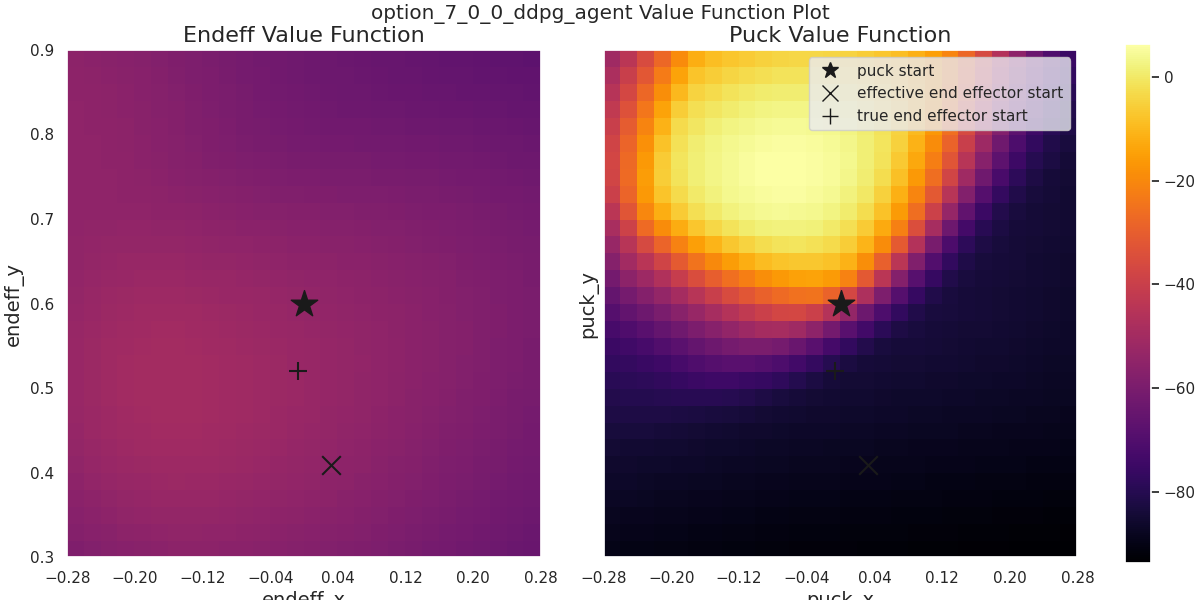 option_7_0_0_ddpg_agent Value Function Plot
Endeff Value Function
Puck Value Function
0.9
0.8
0.7
0.6
0.5
0.4
0.3
endeff_y
−0.28 −0.20 −0.12 −0.04 0.04 0.12 0.20 0.28
endeff_x
puck start
effective end effector start
true end effector start
puck_y
−0.28 −0.20 −0.12 −0.04 0.04 0.12 0.20 0.28
puck_x
0
−20
−40
−60
−80